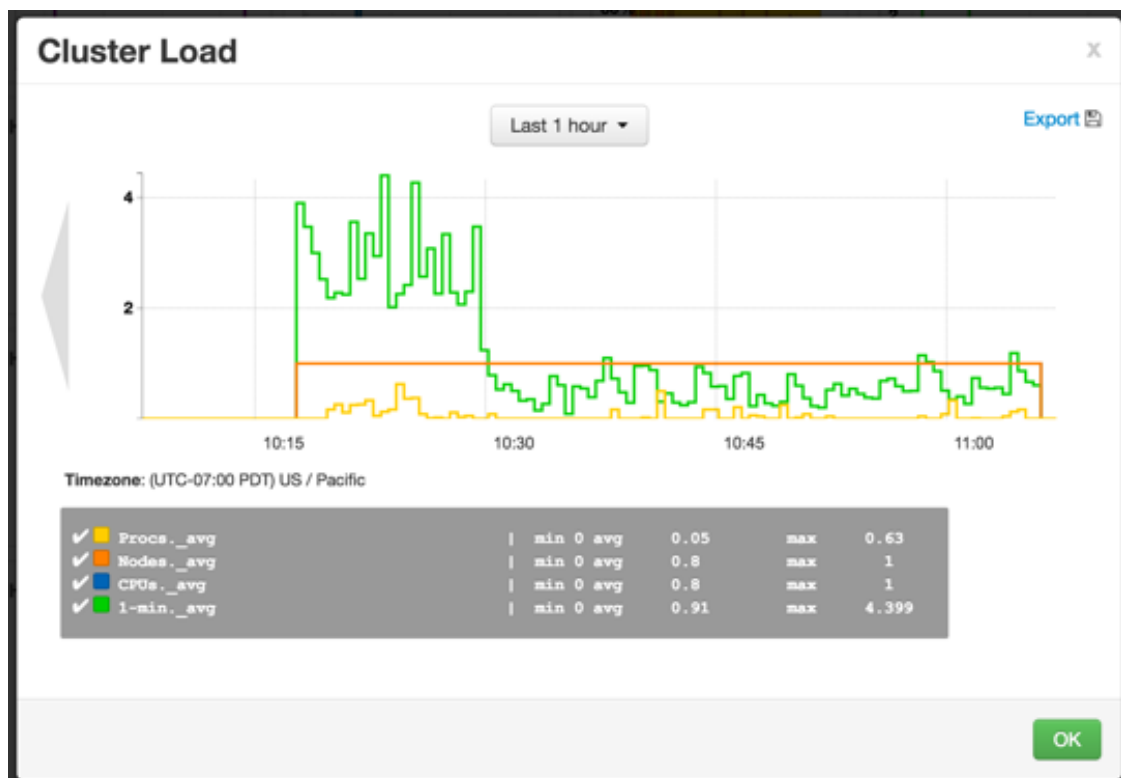 Cluster Load
x
Last 1 hour
Export
4
2
10:15 10:30 10:45 11:00
Timezone: (UTC-07:00 PDT) US / Pacific
Procs._avg | min 0 avg 0.05 max 0.63
Nodes._avg | min 0 avg 0.8 max 1
CPUs._avg | min 0 avg 0.8 max 1
1-min._avg | min 0 avg 0.91 max 4.399
OK